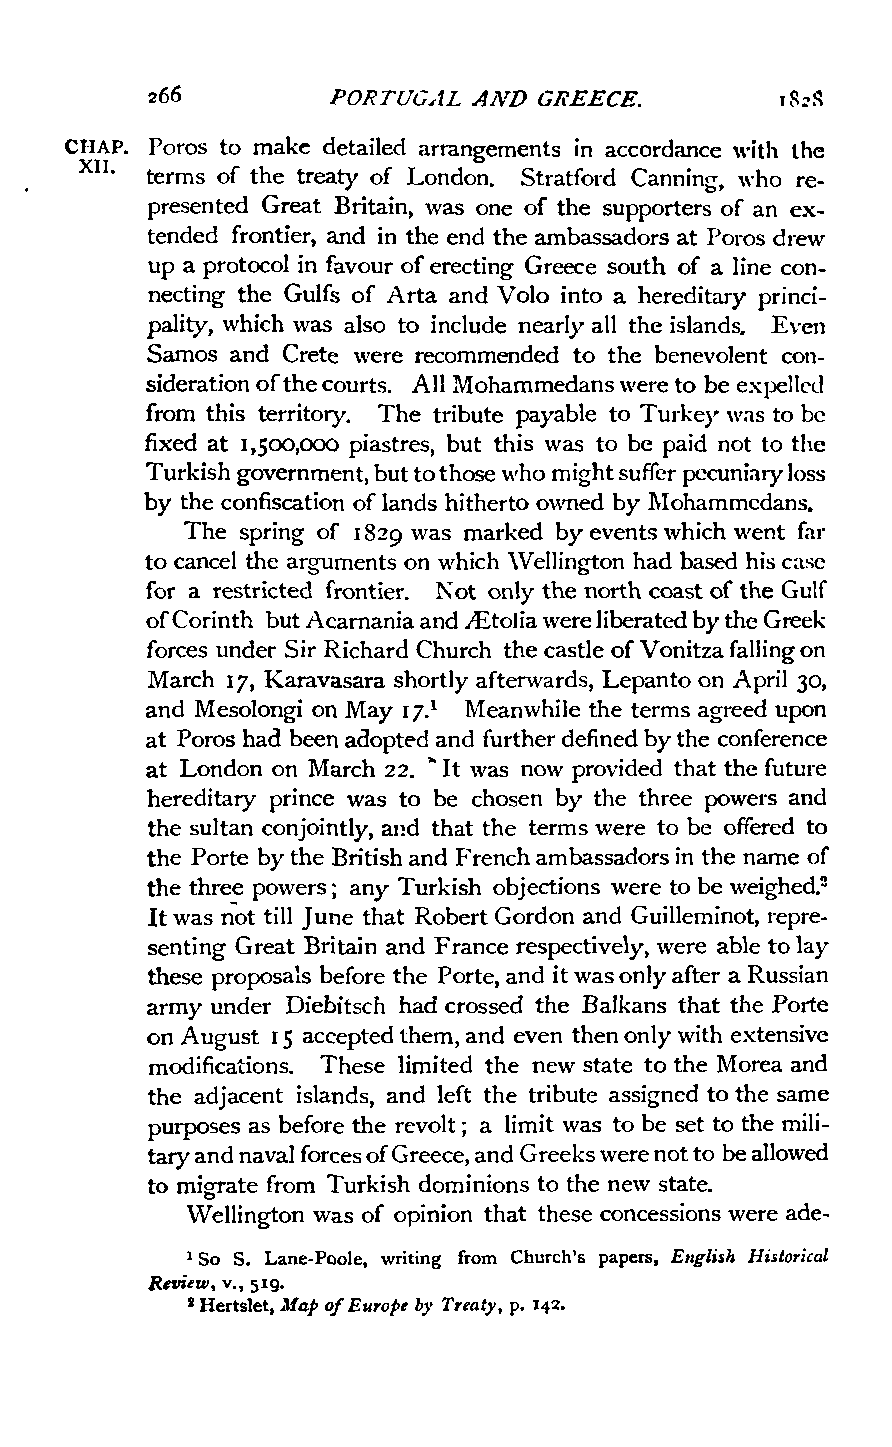 266 PORTUGAL AND GREECE. 1828
CHAP. XII.
Poros to make detailed arrangements in accordance with the
terms of the treaty of London. Stratford Canning, who re-
presented Great Britain, was one of the supporters of an ex-
tended frontier, and in the end the ambassadors at Poros drew
up a protocol in favour of erecting Greece south of a line con-
necting the Gulfs of Arta and Volo into a hereditary princi-
pality, which was also to include nearly all the islands. Even
Samos and Crete were recommended to the benevolent con-
sideration of the courts. All Mohammedans were to be expelled
from this territory. The tribute payable to Turkey was to be
fixed at 1,500,000 piastres, but this was to be paid not to the
Turkish government, but to those who might suffer pecuniary loss
by the confiscation of lands hitherto owned by Mohammedans.
The spring of 1829 was marked by events which went far
to cancel the arguments on which Wellington had based his case
for a restricted frontier. Not only the north coast of the Gulf
of Corinth but Acarnania and Ætolia were liberated by the Greek
forces under Sir Richard Church the castle of Vonitza falling on
March 17, Karavasara shortly afterwards, Lepanto on April 30,
and Mesolongi on May 17.¹ Meanwhile the terms agreed upon
at Poros had been adopted and further defined by the conference
at London on March 22. It was now provided that the future
hereditary prince was to be chosen by the three powers and
the sultan conjointly, and that the terms were to be offered to
the Porte by the British and French ambassadors in the name of
the three powers; any Turkish objections were to be weighed.²
It was not till June that Robert Gordon and Guilleminot, repre-
senting Great Britain and France respectively, were able to lay
these proposals before the Porte, and it was only after a Russian
army under Diebitsch had crossed the Balkans that the Porte
on August 15 accepted them, and even then only with extensive
modifications. These limited the new state to the Morea and
the adjacent islands, and left the tribute assigned to the same
purposes as before the revolt; a limit was to be set to the mili-
tary and naval forces of Greece, and Greeks were not to be allowed
to migrate from Turkish dominions to the new state.
Wellington was of opinion that these concessions were ade-
¹ So S. Lane-Poole, writing from Church's papers, English Historical
Review, v., 519.
² Hertslet, Map of Europe by Treaty, p. 142.